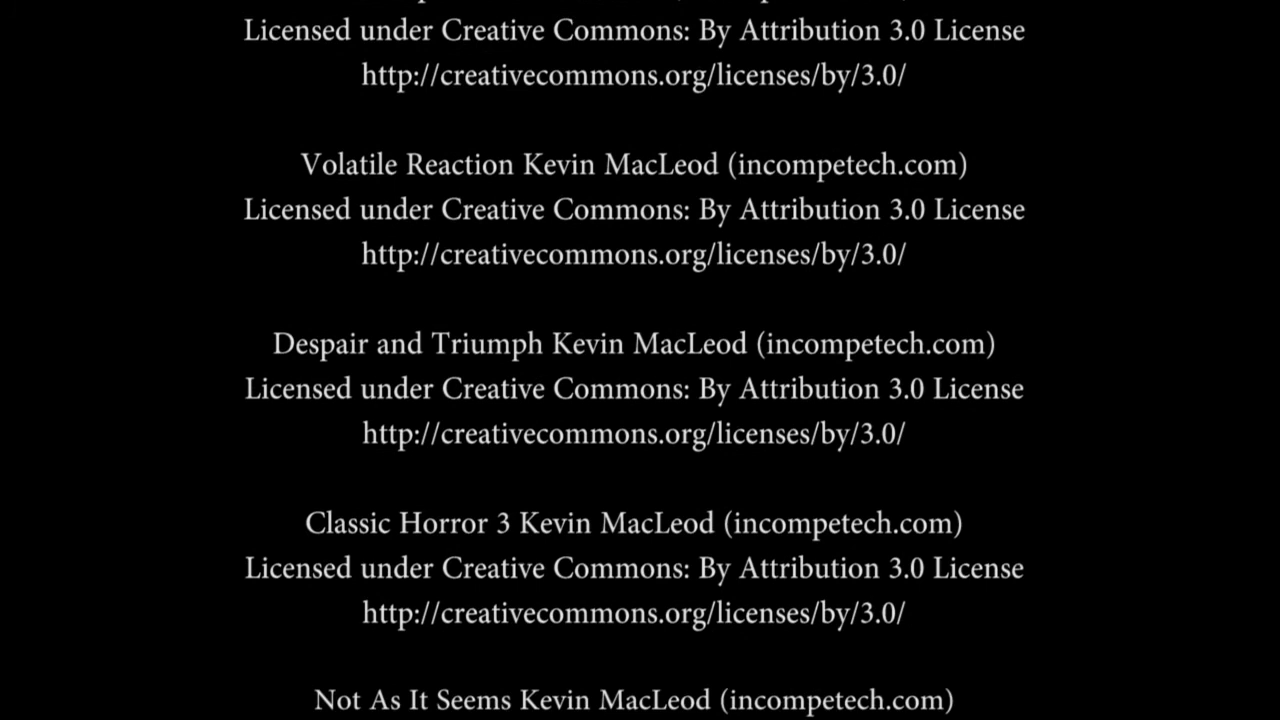 Licensed under Creative Commons: By Attribution 3.0 License
http://creativecommons.org/licenses/by/3.0/
Volatile Reaction Kevin MacLeod (incompetech.com)
Licensed under Creative Commons: By Attribution 3.0 License
http://creativecommons.org/licenses/by/3.0/
Despair and Triumph Kevin MacLeod (incompetech.com)
Licensed under Creative Commons: By Attribution 3.0 License
http://creativecommons.org/licenses/by/3.0/
Classic Horror 3 Kevin MacLeod (incompetech.com)
Licensed under Creative Commons: By Attribution 3.0 License
http://creativecommons.org/licenses/by/3.0/
Not As It Seems Kevin MacLeod (incompetech.com)